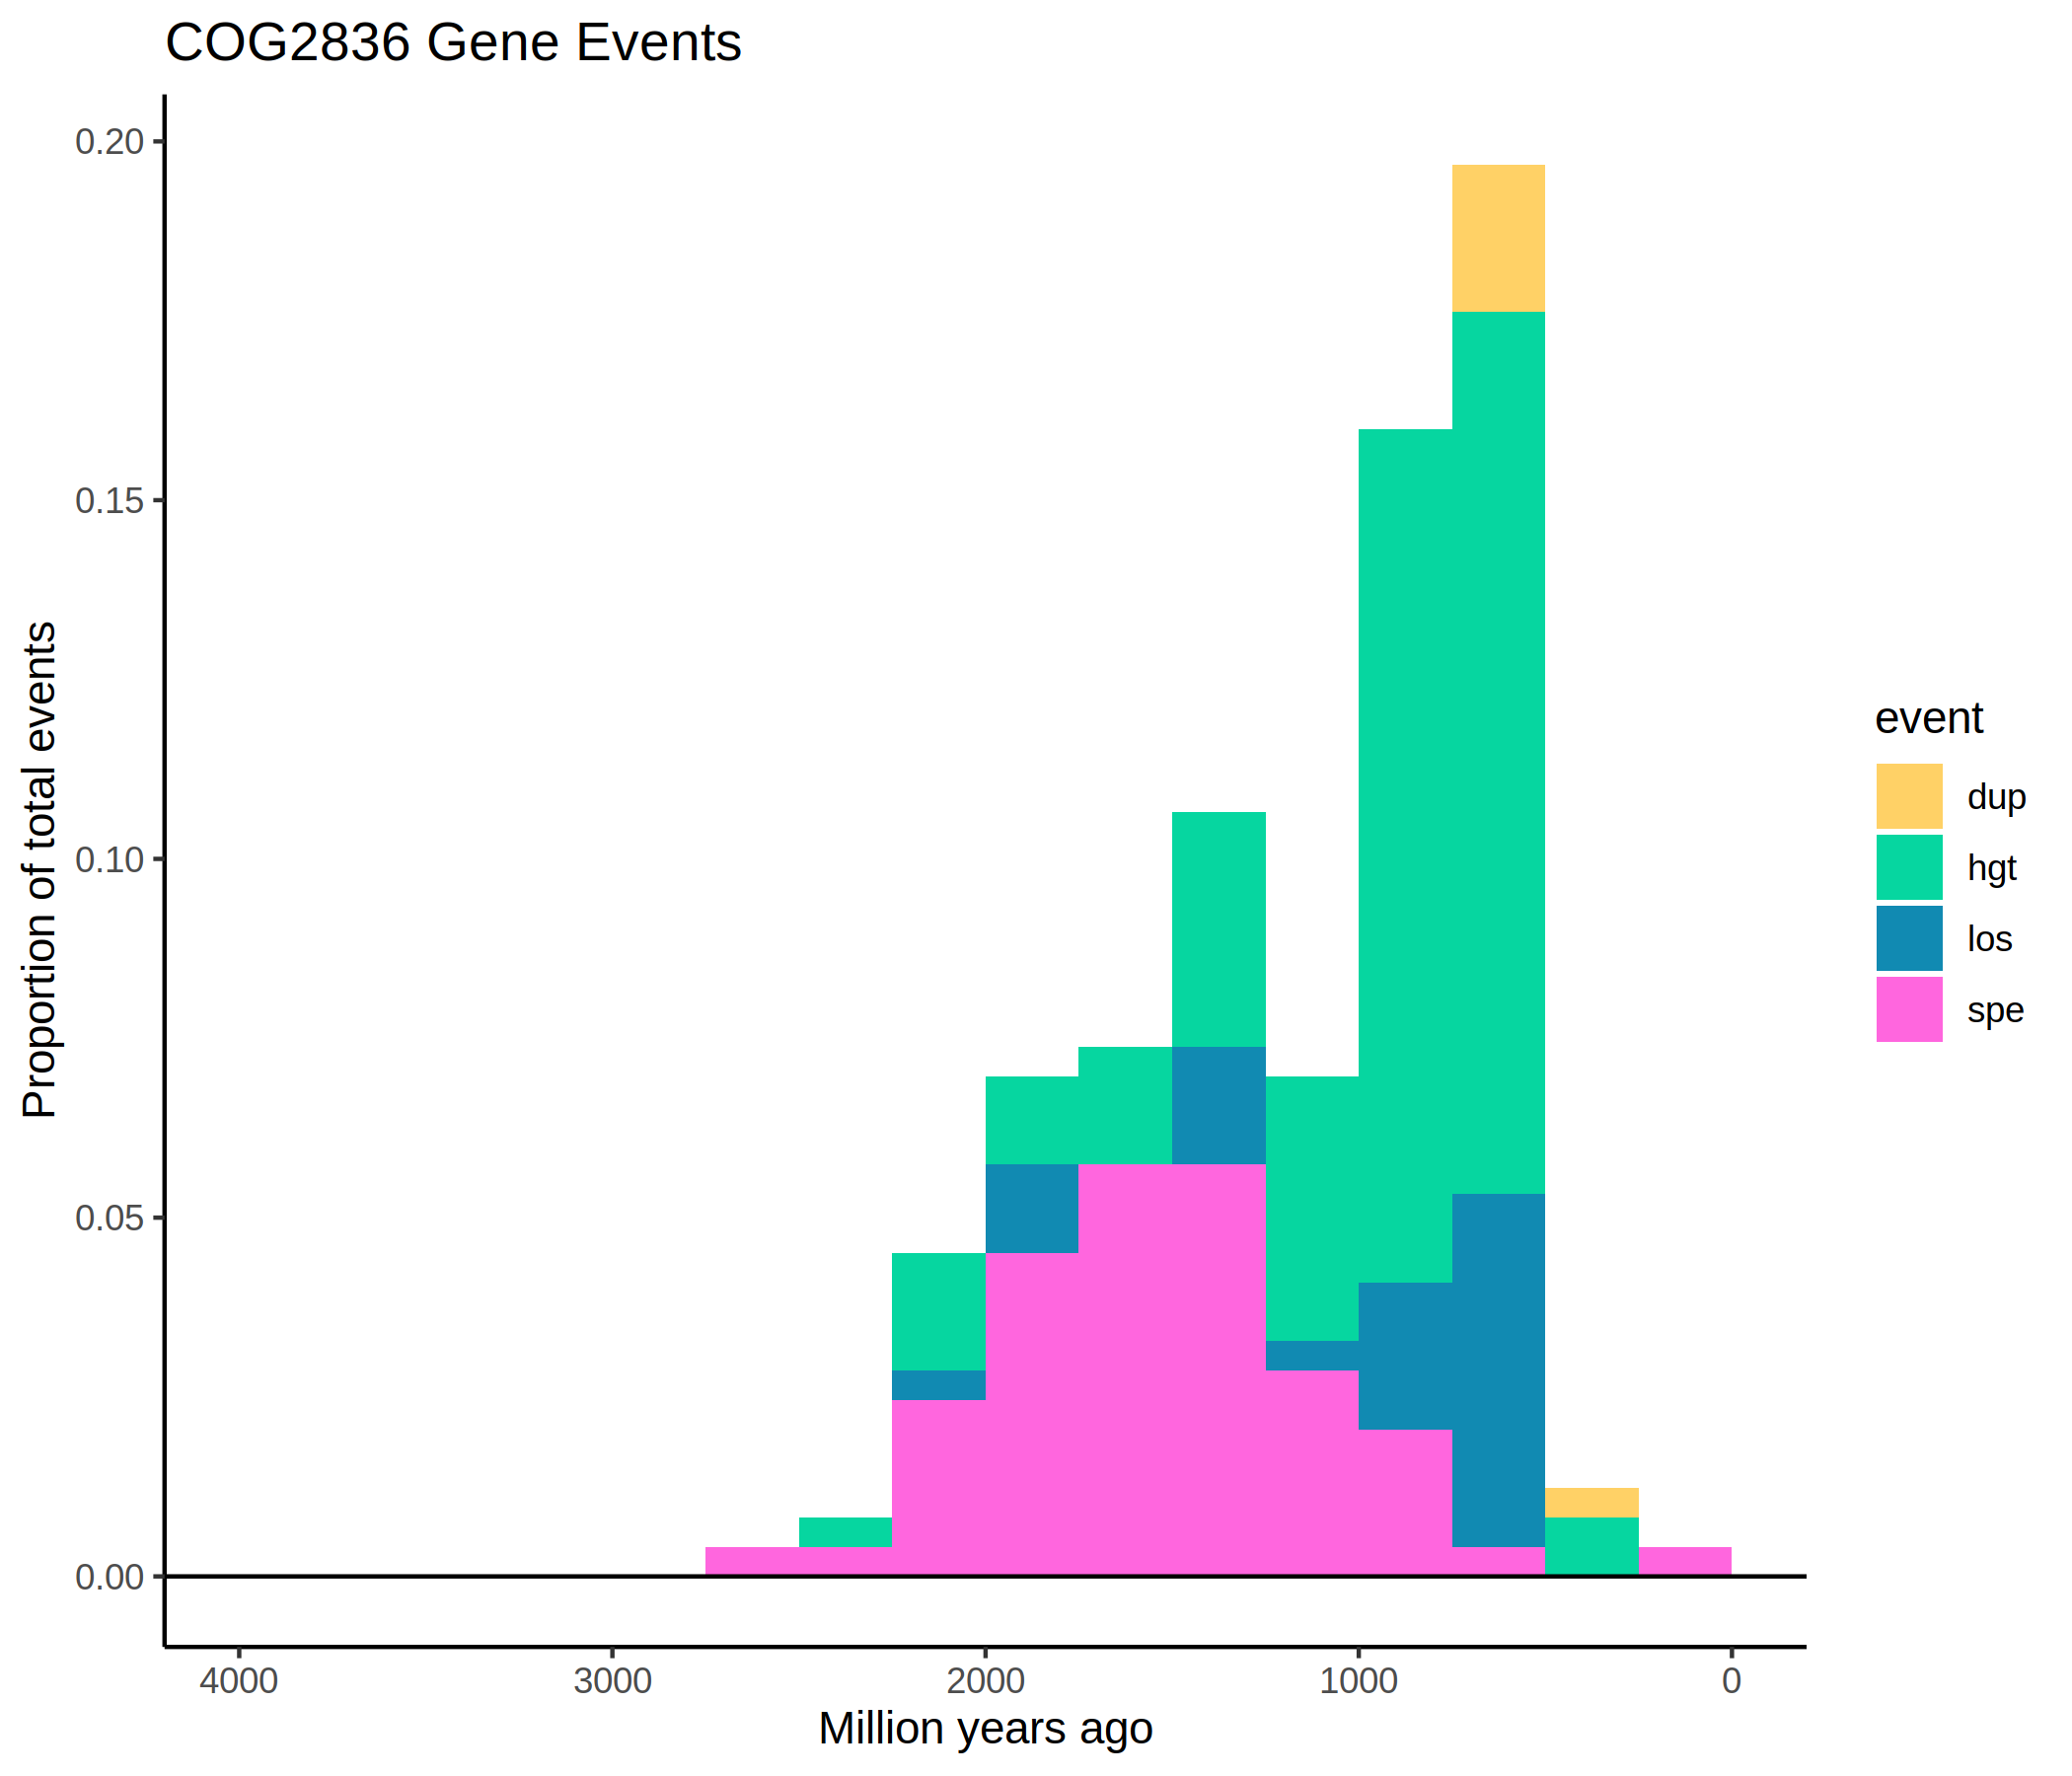 COG2836 Gene Events
0.20
0.15
0.10
0.05
0.00
Proportion of total events
4000 3000 2000 1000 0
Million years ago
event
dup
hgt
los
spe